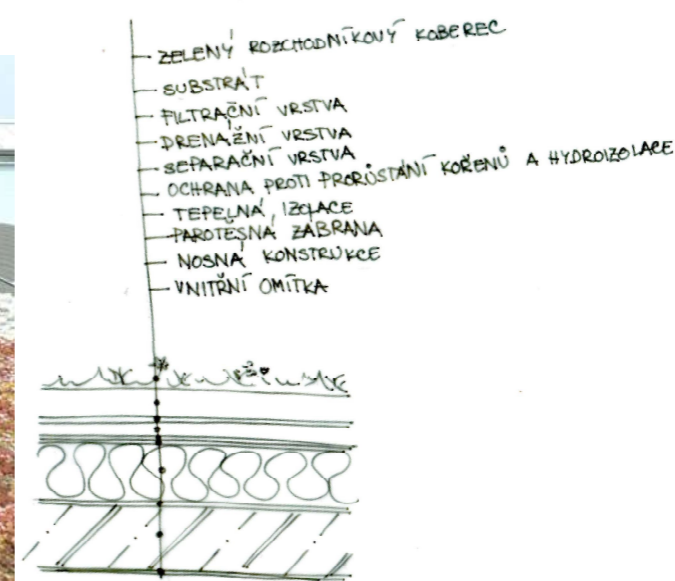 ZELENÝ ROZCHODNÍKOVÝ KOBEREC
SUBSTRÁT
FILTRAČNÍ VRSTVA
DRENÁŽNÍ VRSTVA
SEPARAČNÍ VRSTVA
OCHRANA PROTI PRORŮSTÁNÍ KOŘENŮ A HYDROIZOLACE
TEPELNÁ IZOLACE
PAROTĚSNÁ ZÁBRANA
NOSNÁ KONSTRUKCE
VNITŘNÍ OMÍTKA